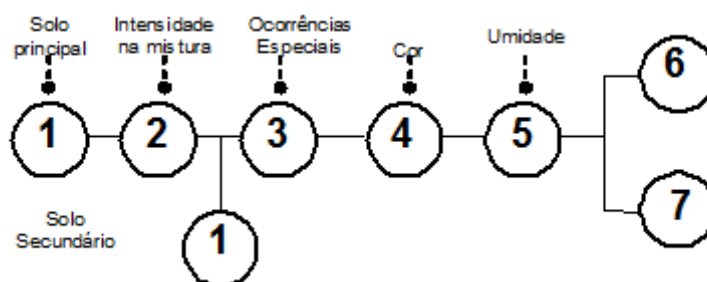 Solo
principal
Intensidade
na mistura
Ocorrências
Especiais
Cor
Umidade
1
2
3
4
5
6
7
Solo
Secundário
1